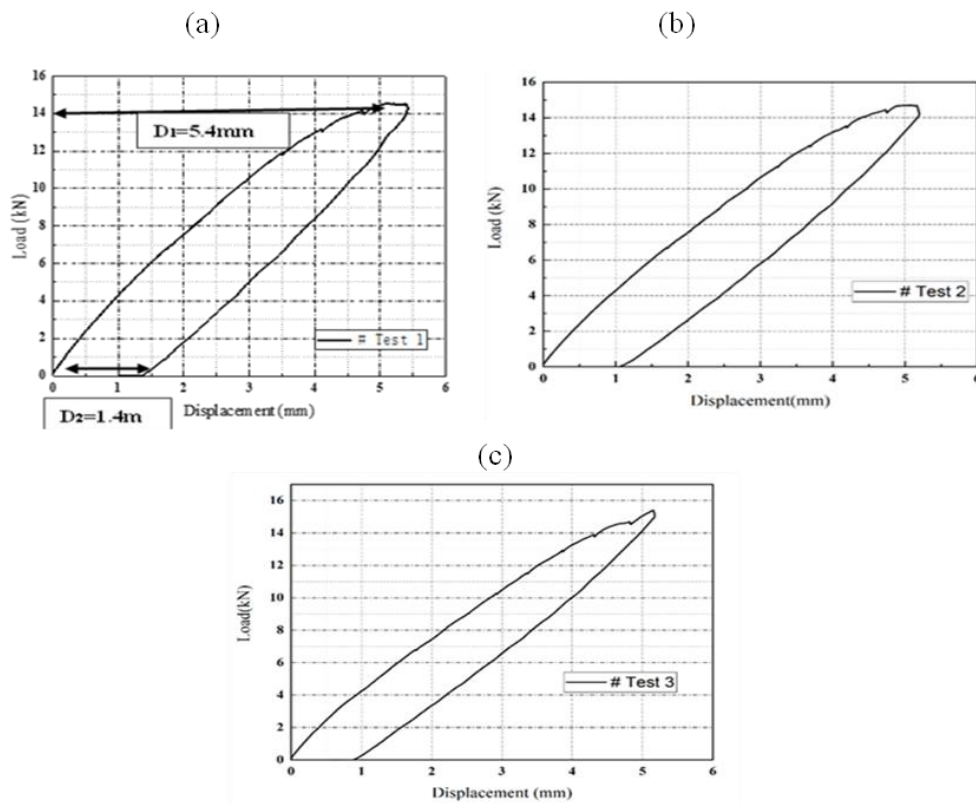 (a)
(b)
16
14
12
10
8
6
4
2
0
Load (kN)
D1=5.4mm
# Test 1
0 1 2 3 4 5 6
D2=1.4m
Displacement (mm)
16
14
12
10
8
6
4
2
0
Load (kN)
# Test 2
0 1 2 3 4 5 6
Displacement(mm)
(c)
16
14
12
10
8
6
4
2
0
Load(kN)
# Test 3
0 1 2 3 4 5 6
Displacement (mm)